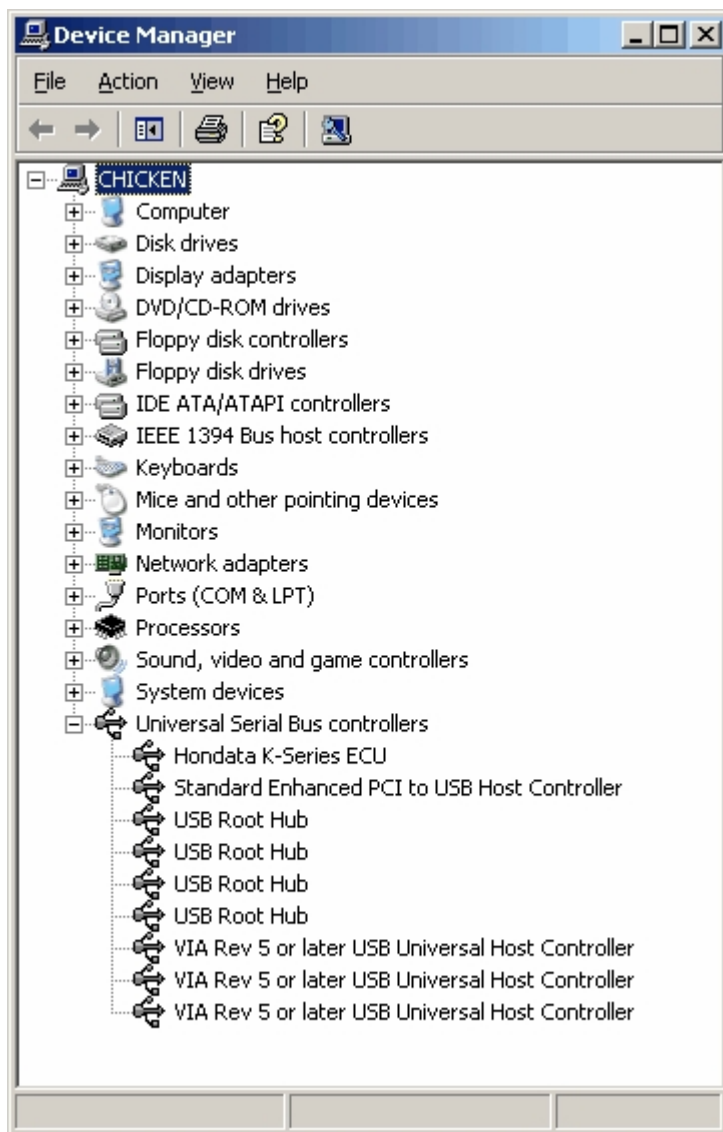 Device Manager
File Action View Help
CHICKEN
Computer
Disk drives
Display adapters
DVD/CD-ROM drives
Floppy disk controllers
Floppy disk drives
IDE ATA/ATAPI controllers
IEEE 1394 Bus host controllers
Keyboards
Mice and other pointing devices
Monitors
Network adapters
Ports (COM & LPT)
Processors
Sound, video and game controllers
System devices
Universal Serial Bus controllers
Hondata K-Series ECU
Standard Enhanced PCI to USB Host Controller
USB Root Hub
USB Root Hub
USB Root Hub
USB Root Hub
VIA Rev 5 or later USB Universal Host Controller
VIA Rev 5 or later USB Universal Host Controller
VIA Rev 5 or later USB Universal Host Controller